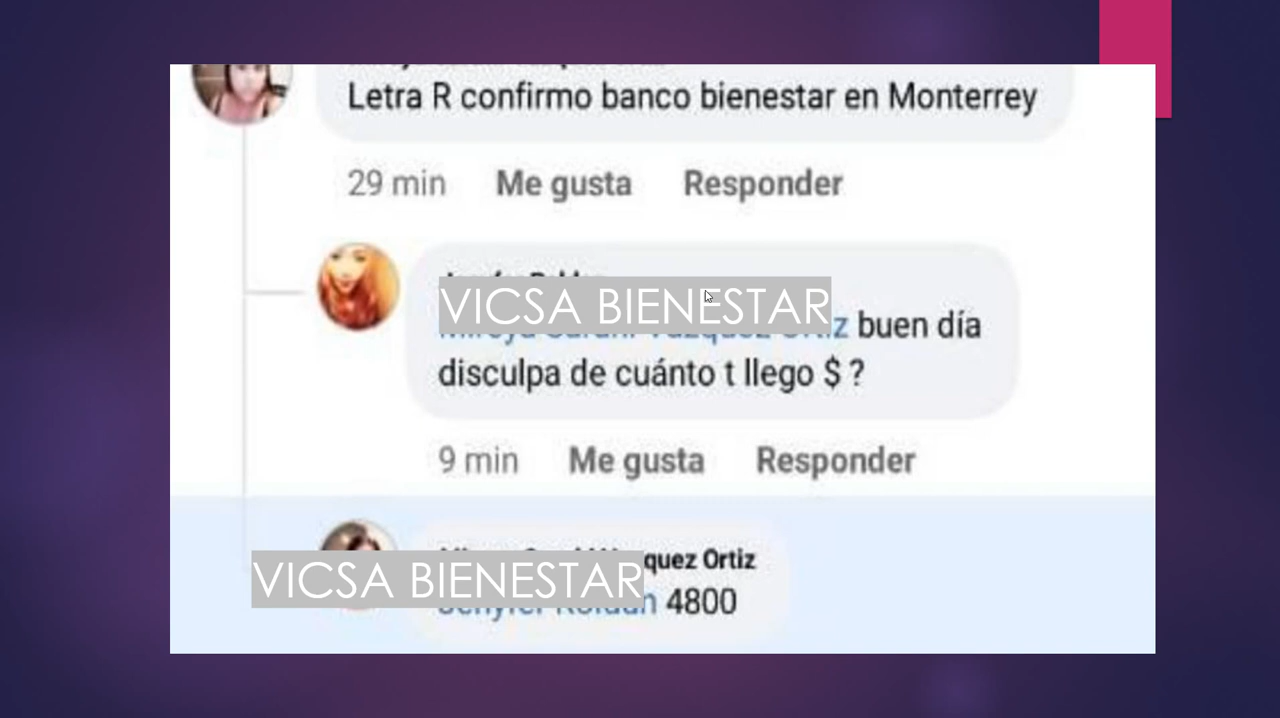 Letra R confirmo banco bienestar en Monterrey
29 min Me gusta Responder
VICSA BIENESTAR
buen día
disculpa de cuánto t llego $ ?
9 min Me gusta Responder
quez Ortiz
VICSA BIENESTAR
4800